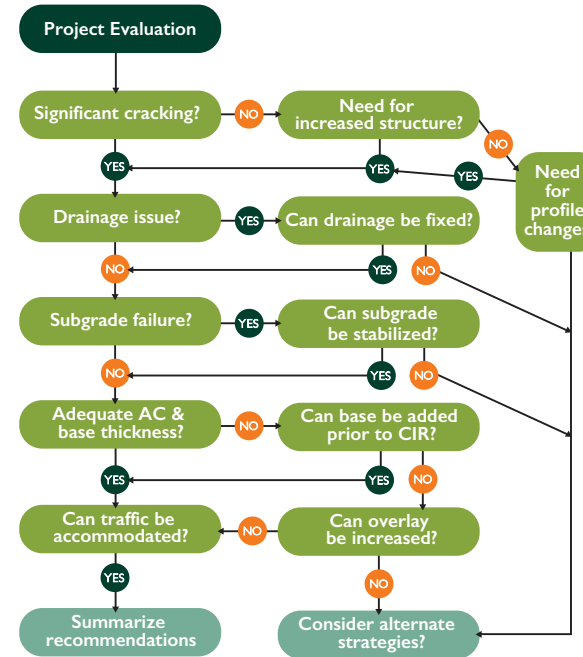 Project Evaluation
Significant cracking?
NO
Need for
increased structure?
NO
YES
YES
YES
Need
for
profile
changes
Drainage issue?
YES
Can drainage be fixed?
NO
YES
NO
Subgrade failure?
YES
Can subgrade
be stabilized?
NO
YES
NO
Adequate AC &
base thickness?
NO
Can base be added
prior to CIR?
YES
YES
NO
Can traffic be
accommodated?
NO
Can overlay
be increased?
YES
NO
Summarize
recommendations
Consider alternate
strategies?